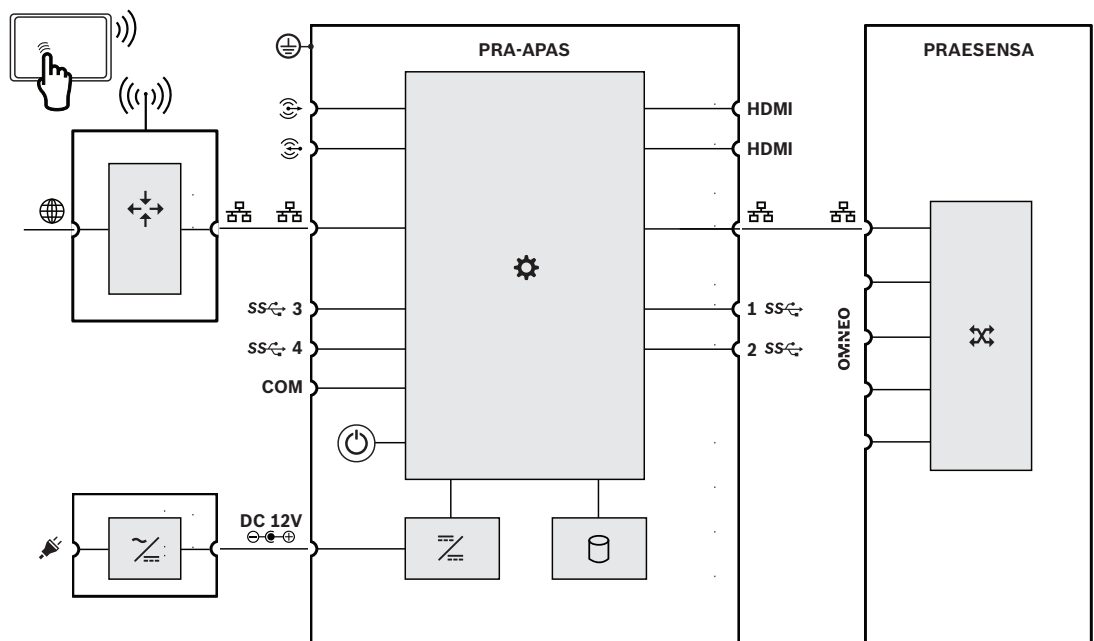 PRA-APAS
PRAESENSA
HDMI
HDMI
SS 3
1 SS
SS 4
2 SS
OMNEO
COM
DC 12V